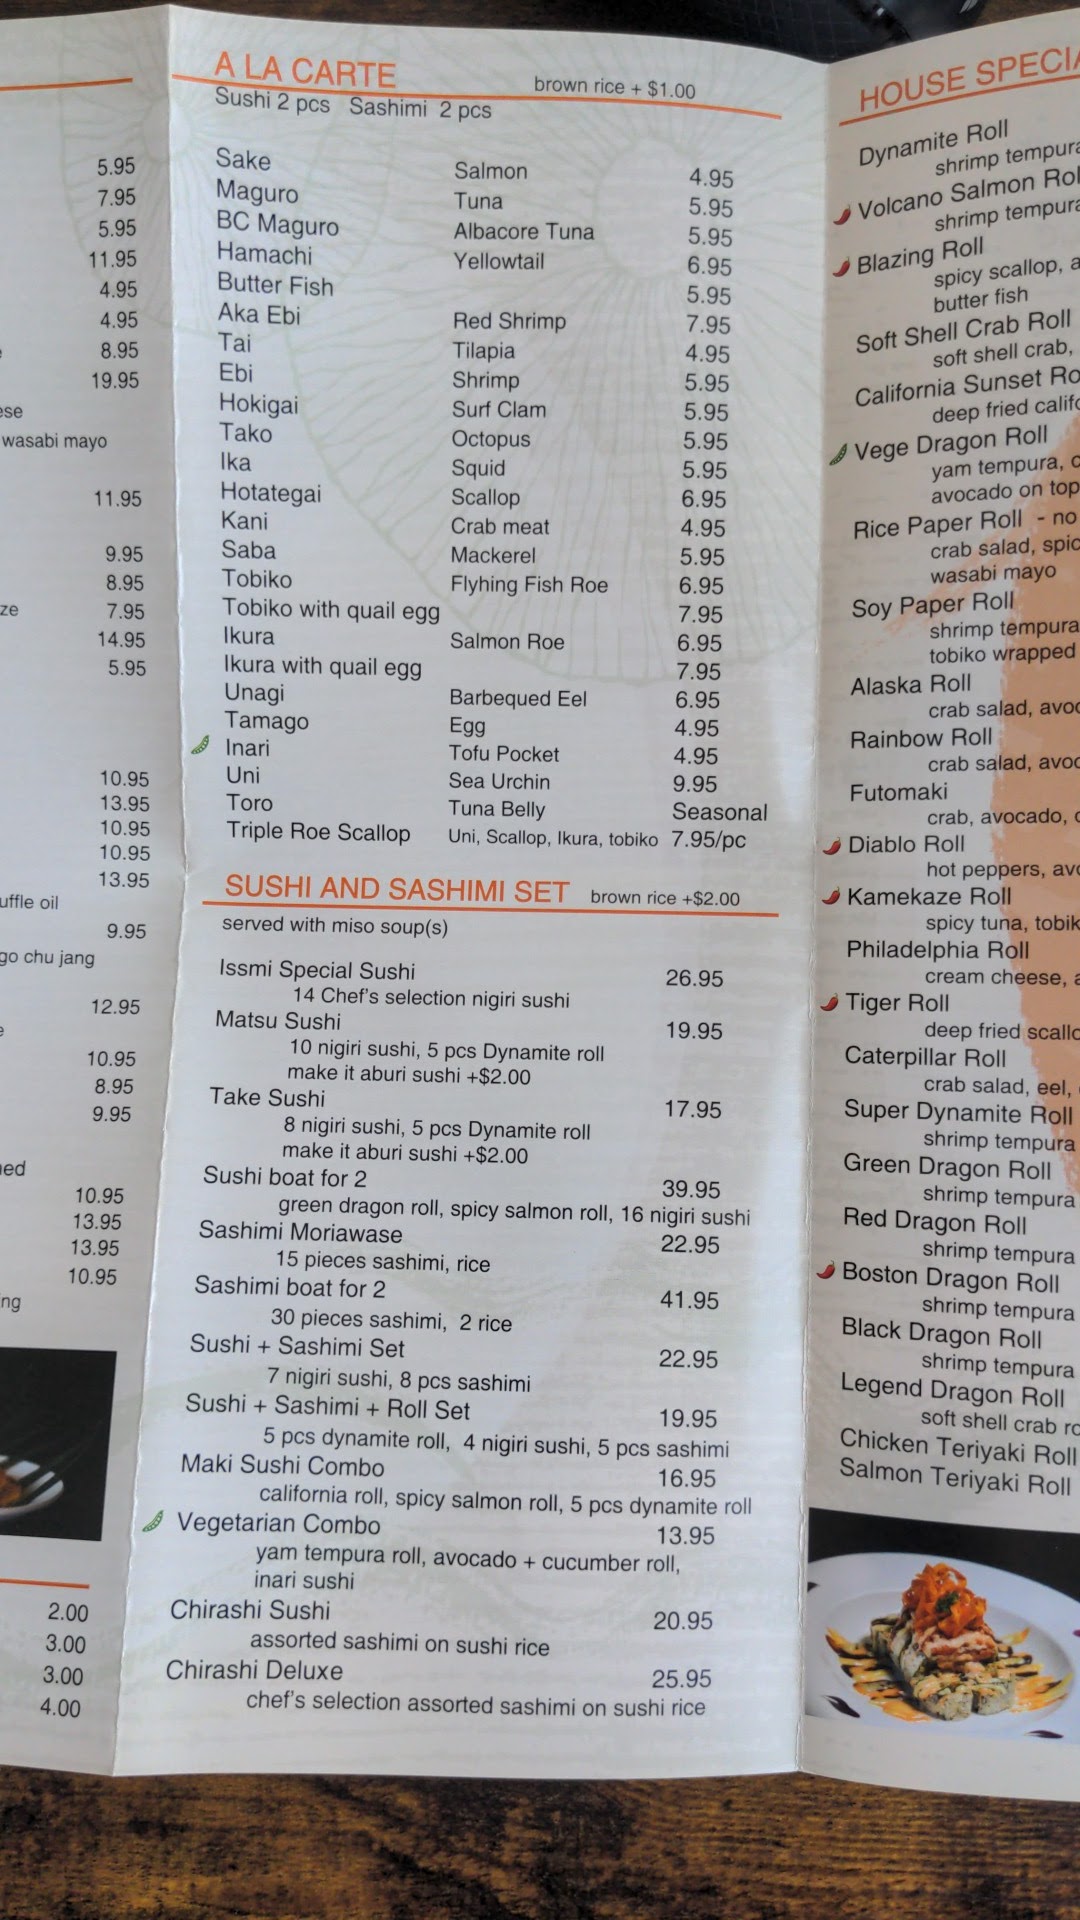 5.95
7.95
5.95
11.95
4.95
4.95
8.95
19.95
wasabi mayo
11.95
9.95
8.95
7.95
14.95
5.95
10.95
13.95
10.95
10.95
13.95
oil
9.95
go chu jang
12.95
10.95
8.95
9.95
10.95
13.95
13.95
10.95
2.00
3.00
3.00
4.00
A LA CARTE brown rice + $1.00
Sushi 2 pcs Sashimi 2 pcs
Sake Salmon 4.95
Maguro Tuna 5.95
BC Maguro Albacore Tuna 5.95
Hamachi Yellowtail 6.95
Butter Fish 5.95
Aka Ebi Red Shrimp 7.95
Tai Tilapia 4.95
Ebi Shrimp 5.95
Hokigai Surf Clam 5.95
Tako Octopus 5.95
Ika Squid 5.95
Hotategai Scallop 6.95
Kani Crab meat 4.95
Saba Mackerel 5.95
Tobiko Flyhing Fish Roe 6.95
Tobiko with quail egg 7.95
Ikura Salmon Roe 6.95
Ikura with quail egg 7.95
Unagi Barbequed Eel 6.95
Tamago Egg 4.95
Inari Tofu Pocket 4.95
Uni Sea Urchin 9.95
Toro Tuna Belly Seasonal
Triple Roe Scallop Uni, Scallop, Ikura, tobiko 7.95/pc
SUSHI AND SASHIMI SET brown rice +$2.00
served with miso soup(s)
Issmi Special Sushi 26.95
14 Chef's selection nigiri sushi
Matsu Sushi 19.95
10 nigiri sushi, 5 pcs Dynamite roll
make it aburi sushi +$2.00
Take Sushi 17.95
8 nigiri sushi, 5 pcs Dynamite roll
make it aburi sushi +$2.00
Sushi boat for 2 39.95
green dragon roll, spicy salmon roll, 16 nigiri sushi
Sashimi Moriawase 22.95
15 pieces sashimi, rice
Sashimi boat for 2 41.95
30 pieces sashimi, 2 rice
Sushi + Sashimi Set 22.95
7 nigiri sushi, 8 pcs sashimi
Sushi + Sashimi + Roll Set 19.95
5 pcs dynamite roll, 4 nigiri sushi, 5 pcs sashimi
Maki Sushi Combo 16.95
california roll, spicy salmon roll, 5 pcs dynamite roll
Vegetarian Combo 13.95
yam tempura roll, avocado + cucumber roll,
inari sushi
Chirashi Sushi 20.95
assorted sashimi on sushi rice
Chirashi Deluxe 25.95
chef's selection assorted sashimi on sushi rice
HOUSE
Dynamite Roll
shrimp
Volcano Salmon
shrimp
Blazing Roll
spicy scallop,
butter fish
Soft Shell Crab Roll
soft shell crab,
California Sunset
deep fried
Vege Dragon Roll
yam tempura,
avocado on top
Rice Paper Roll - no
crab salad,
wasabi mayo
Soy Paper Roll
shrimp tempura
tobiko wrapped
Alaska Roll
crab salad,
Rainbow Roll
crab salad,
Futomaki
crab, avocado,
Diablo Roll
hot peppers,
Kamekaze Roll
spicy tuna,
Philadelphia Roll
cream cheese,
Tiger Roll
deep fried
Caterpillar Roll
crab salad, eel,
Super Dynamite Roll
shrimp tempura
Green Dragon Roll
shrimp tempura
Red Dragon Roll
shrimp tempura
Boston Dragon Roll
shrimp tempura
Black Dragon Roll
shrimp tempura
Legend Dragon Roll
soft shell crab
Chicken Teriyaki Roll
Salmon Teriyaki Roll